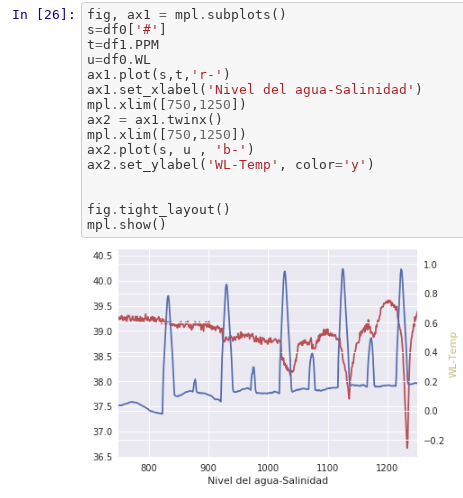 In [26]: fig, ax1 = mpl.subplots()
s=df0['#']
t=df1.PPM
u=df0.WL
ax1.plot(s,t,'r-')
ax1.set_xlabel('Nivel del agua-Salinidad')
mpl.xlim([750,1250])
ax2 = ax1.twinx()
mpl.xlim([750,1250])
ax2.plot(s, u , 'b-')
ax2.set_ylabel('WL-Temp', color='y')
fig.tight_layout()
mpl.show()
40.5
40.0
39.5
39.0
38.5
38.0
37.5
37.0
36.5
1.0
0.8
0.6
0.4
0.2
0.0
−0.2
WL-Temp
800 900 1000 1100 1200
Nivel del agua-Salinidad